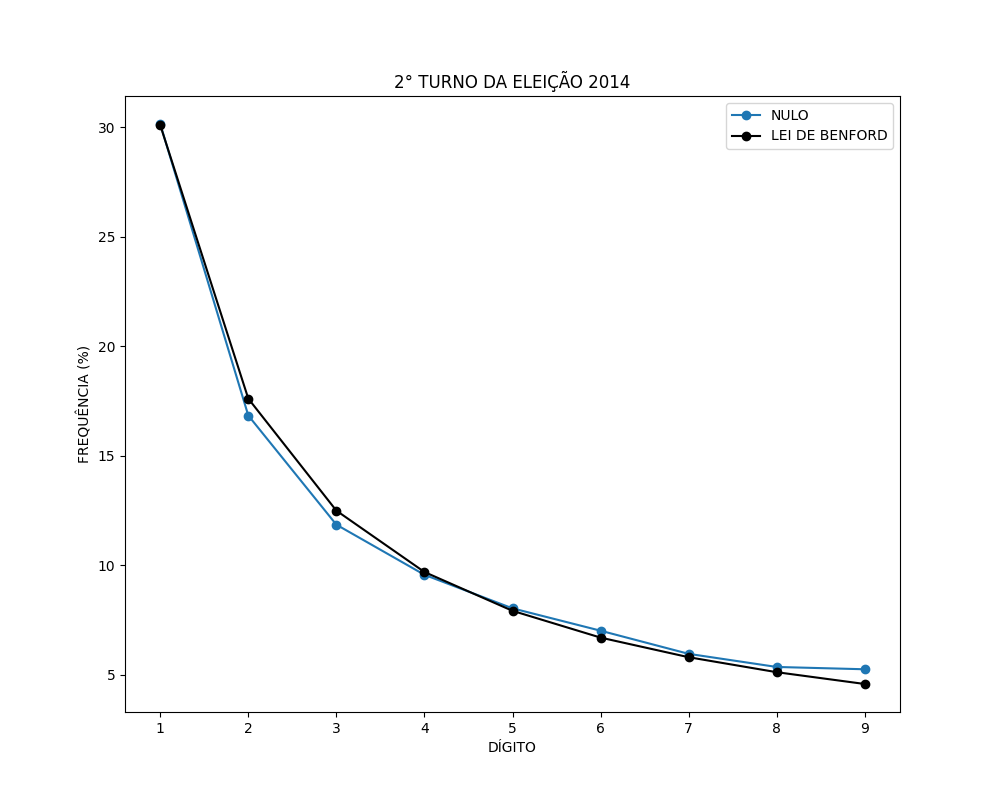 2° TURNO DA ELEIÇÃO 2014
NULO
LEI DE BENFORD
30
25
20
15
10
5
FREQUÊNCIA (%)
1 2 3 4 5 6 7 8 9
DÍGITO